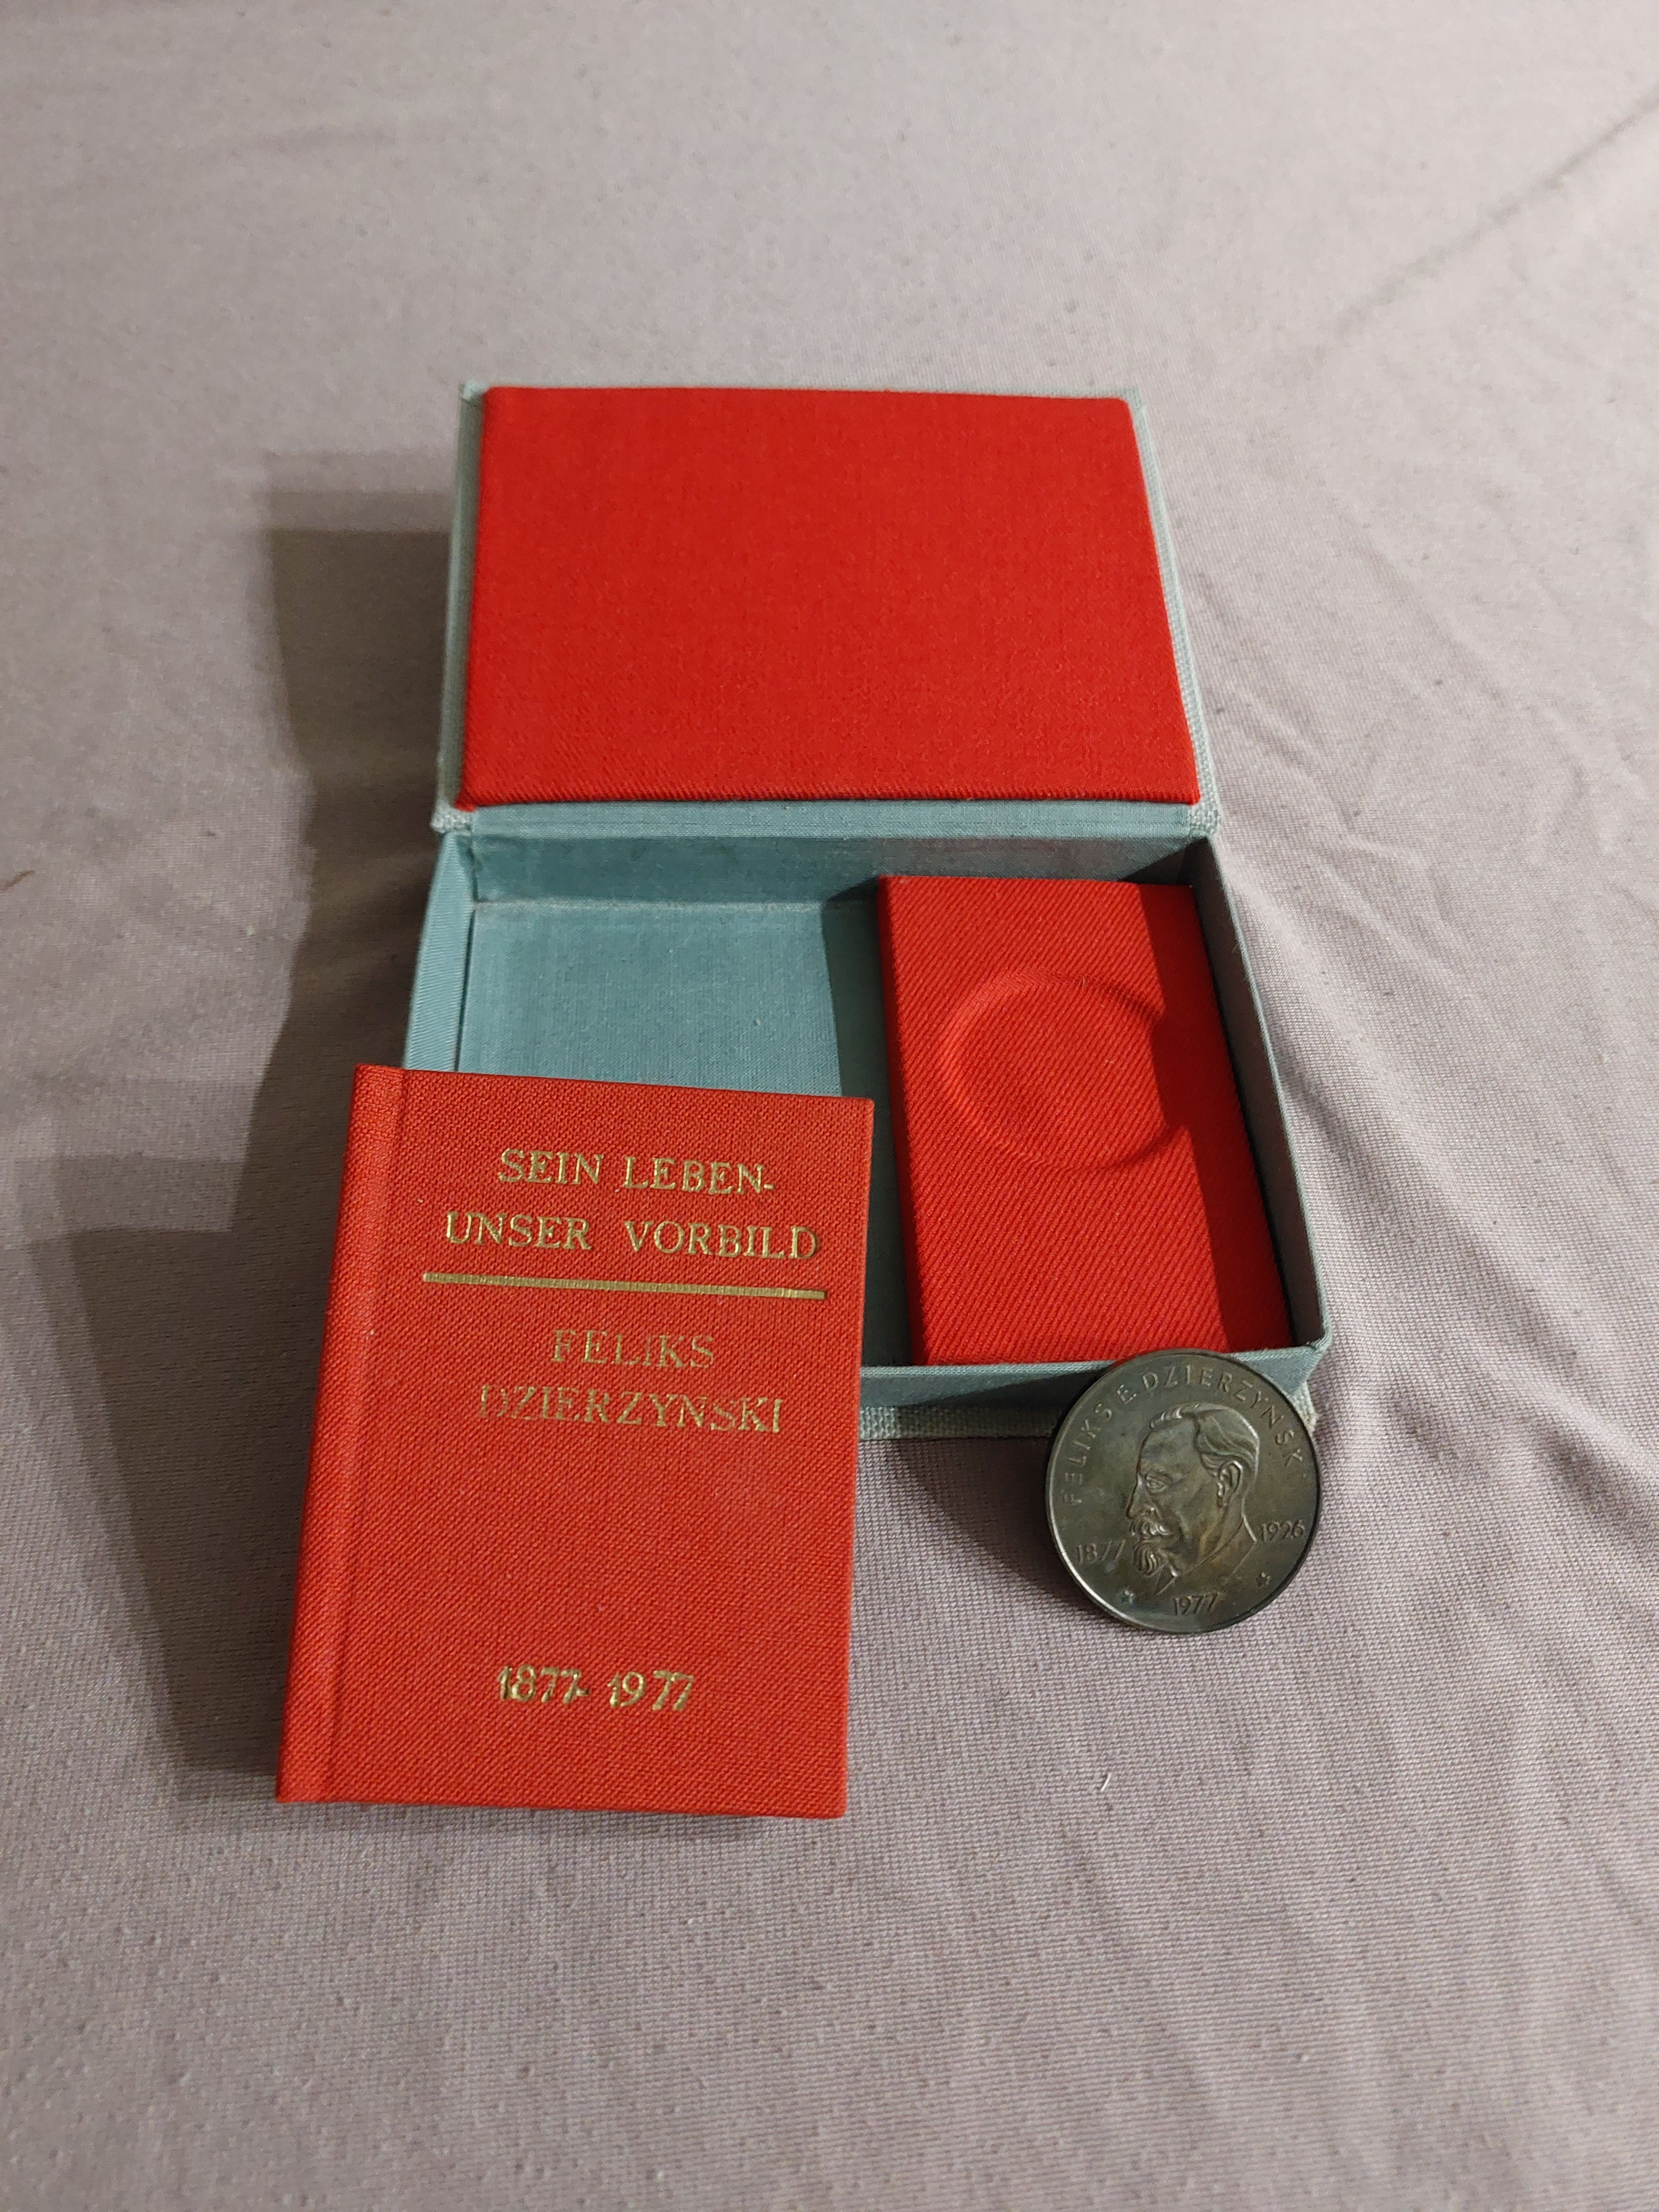 SEIN LEBEN-
UNSER VORBILD
FELIKS
DZIERZYNSKI
1877-1977
FELIKS E. DZIERZYNSKI
1877
1926
1977